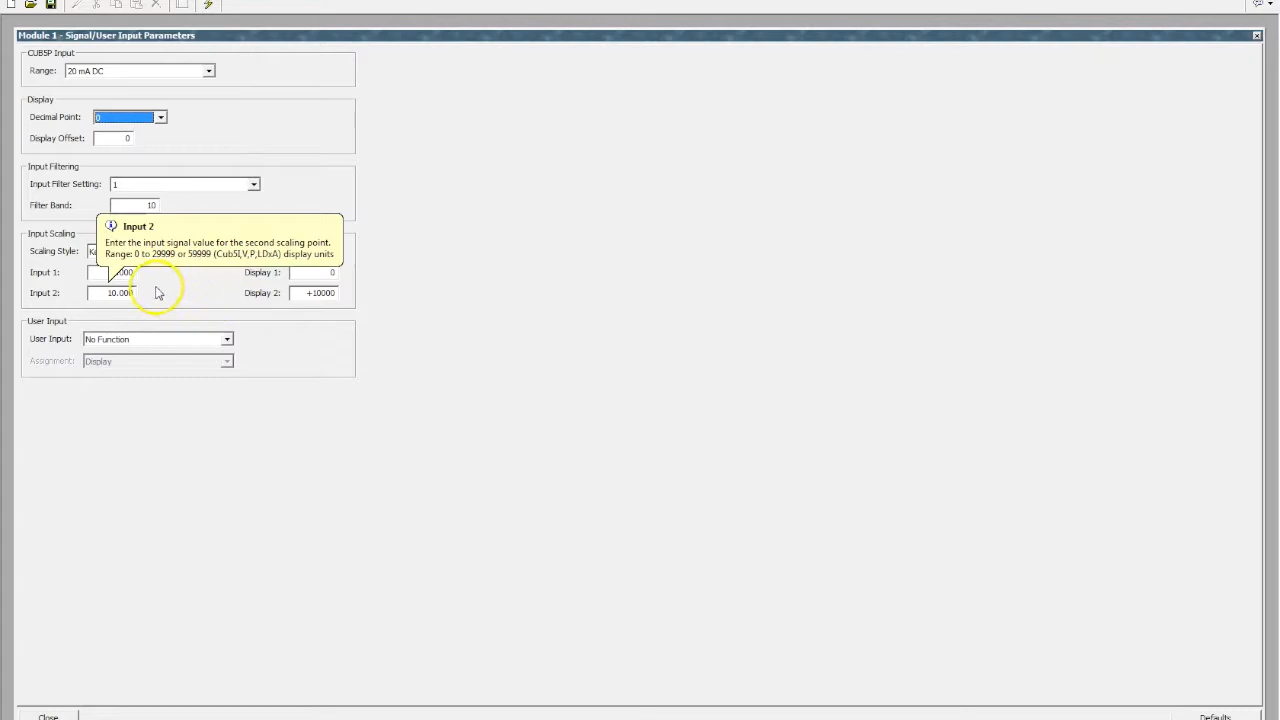 Module 1 - Signal/User Input Parameters
CUB5P Input
Range: 20 mA DC
Display
Decimal Point: 0
Display Offset: 0
Input Filtering
Input Filter Setting: 1
Filter Band: 10
Input 2
Enter the input signal value for the second scaling point.
Range: 0 to 29999 or 59999 (Cub5I,V,P,LDxA) display units
Input Scaling
Scaling Style:
Input 1: Display 1: 0
Input 2: 10.000 Display 2: +10000
User Input
User Input: No Function
Assignment: Display
Close Defaults